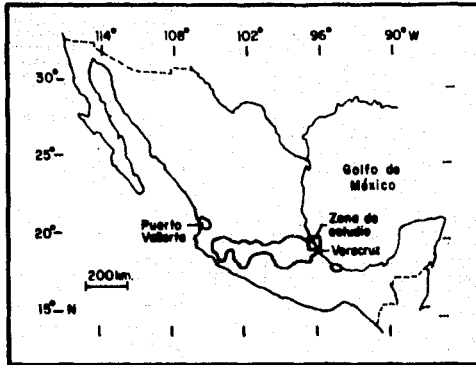 114° 108° 102° 96° 90° W
30°
25°
20°
15° N
Golfo de
México
Puerto
Vallarta
Zona de
estudio
Veracruz
200 km.